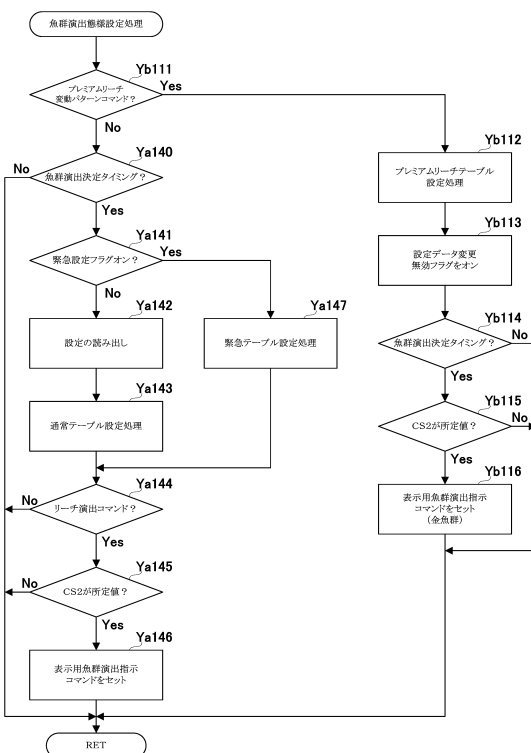 魚群演出態様設定処理
Yb111
プレミアムリーチ
変動パターンコマンド？
Yes
No
Yb112
プレミアムリーチテーブル
設定処理
No
Ya140
魚群演出決定タイミング？
Yes
Yb113
設定データ変更
無効フラグをオン
Ya141
緊急設定フラグオン？
Yes
No
Ya142
設定の読み出し
Ya147
緊急テーブル設定処理
Yb114
魚群演出決定タイミング？
No
Yes
Ya143
通常テーブル設定処理
Yb115
CS2が所定値？
No
Yes
Ya144
リーチ演出コマンド？
No
Yes
Yb116
表示用魚群演出指示
コマンドをセット
(金魚群)
Ya145
CS2が所定値？
No
Yes
Ya146
表示用魚群演出指示
コマンドをセット
RET